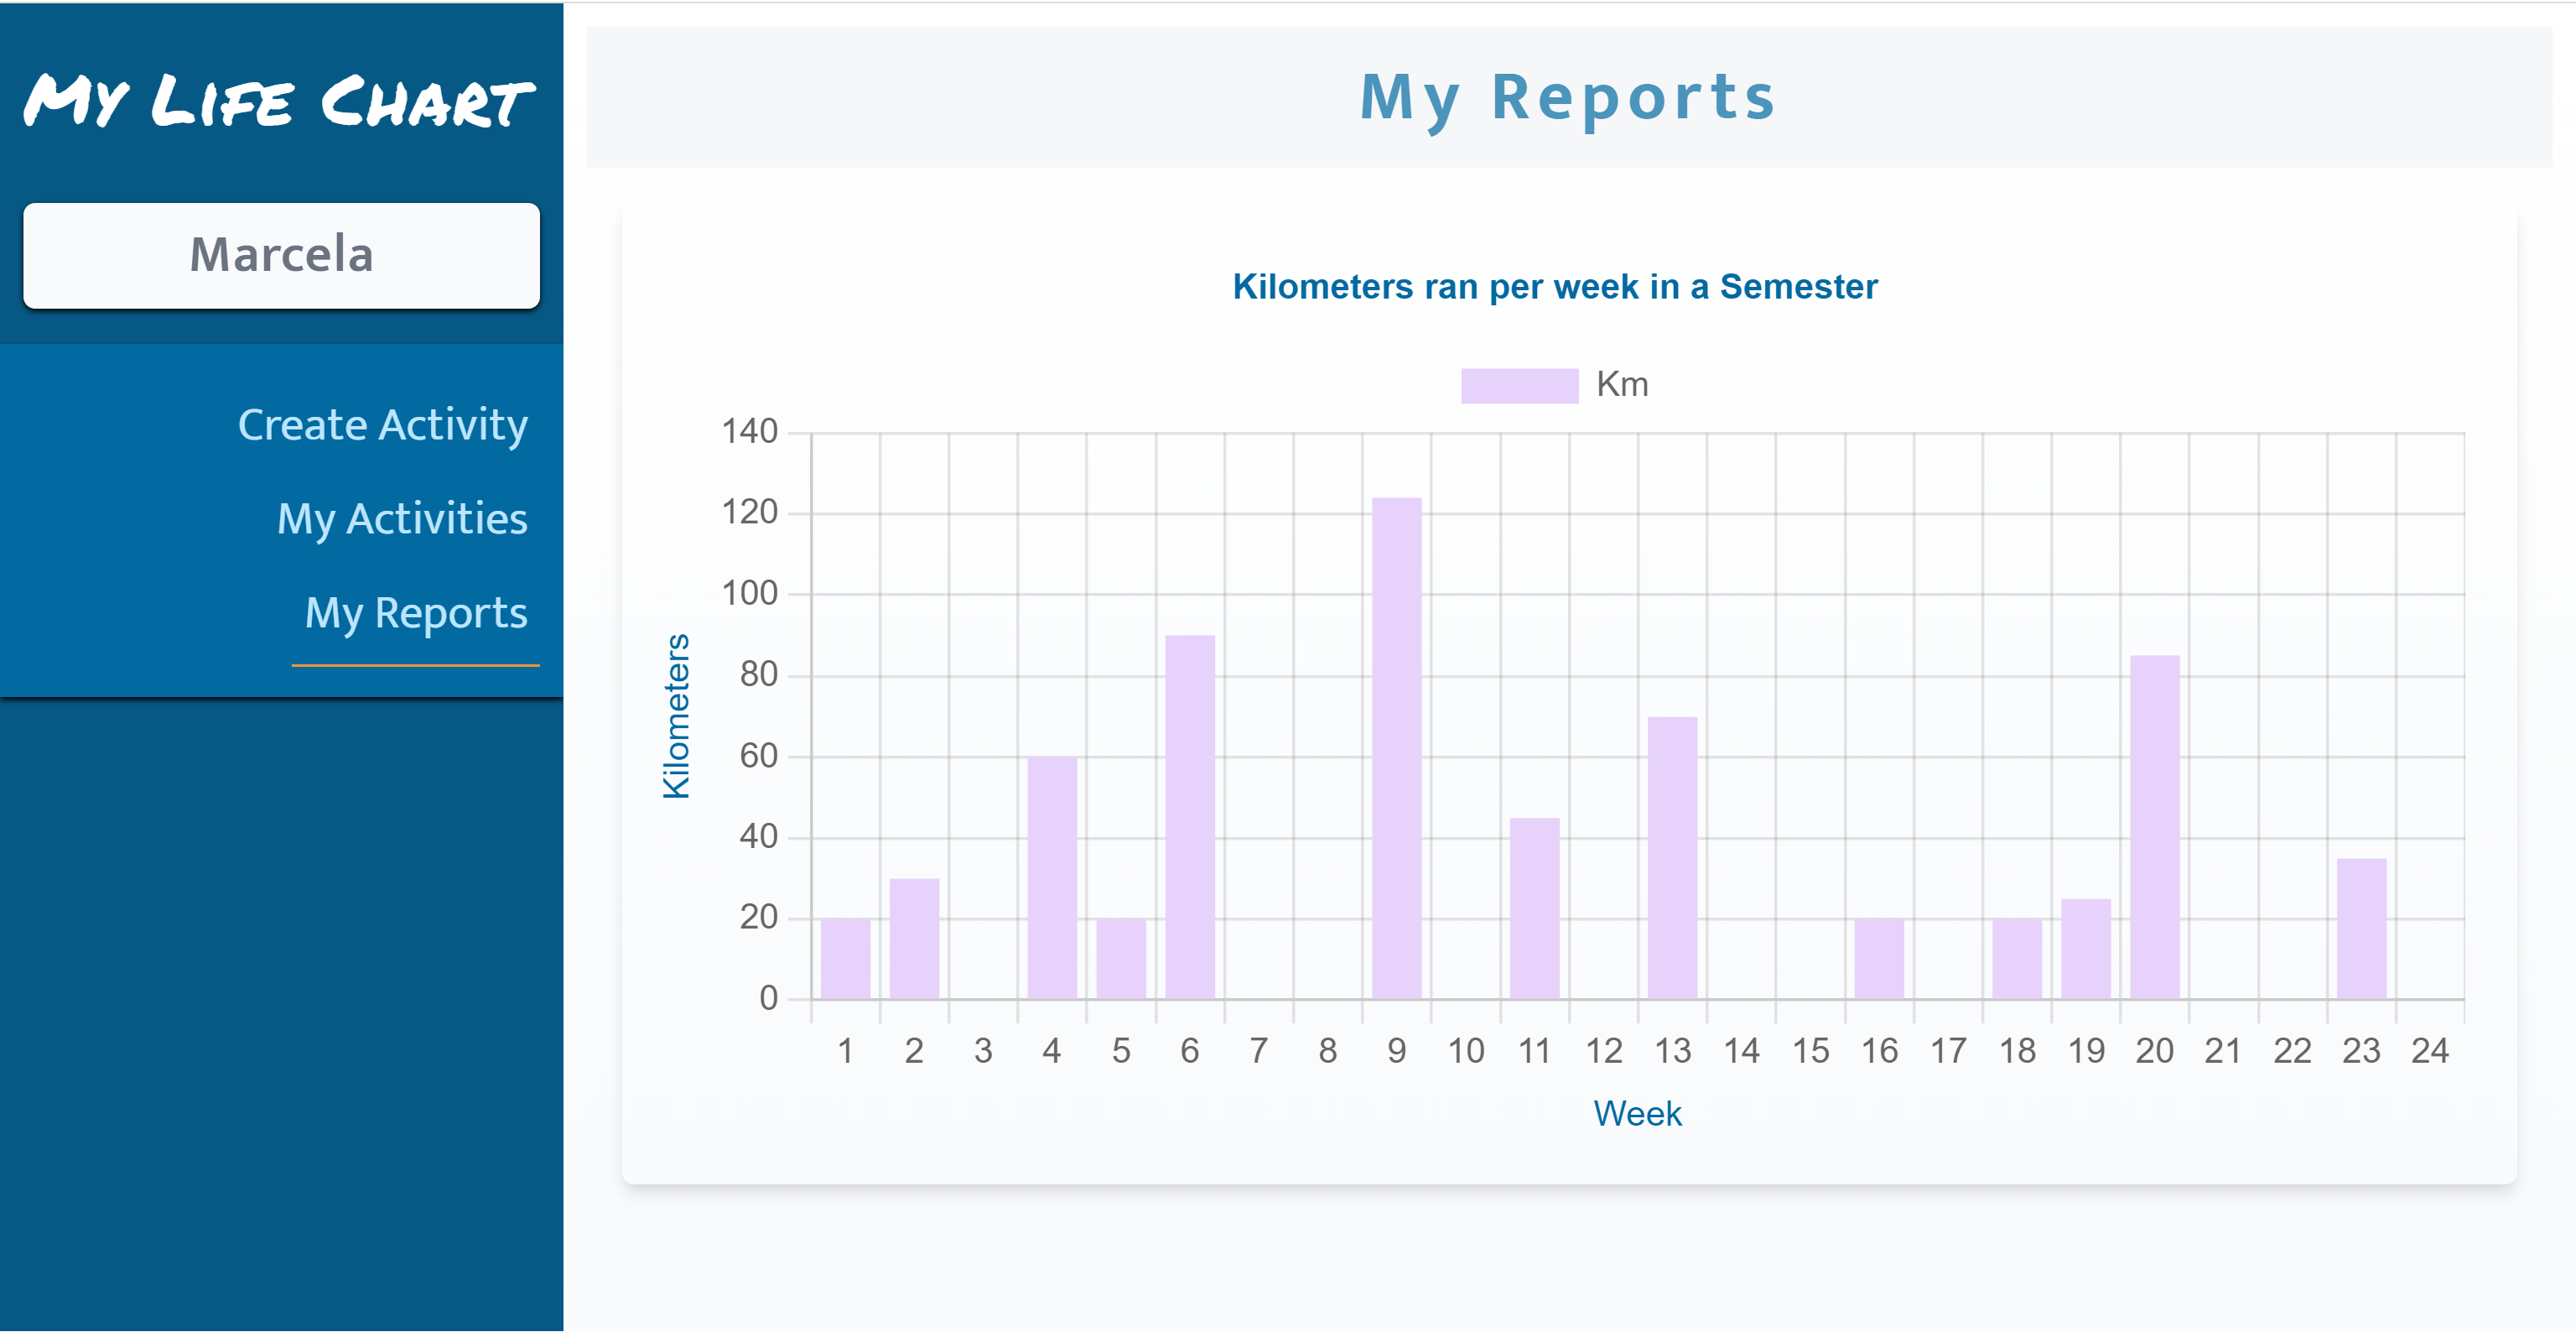 My Life Chart
Marcela
Create Activity
My Activities
My Reports
My Reports
Kilometers ran per week in a Semester
Km
140
120
100
80
60
40
20
0
Kilometers
1 2 3 4 5 6 7 8 9 10 11 12 13 14 15 16 17 18 19 20 21 22 23 24
Week